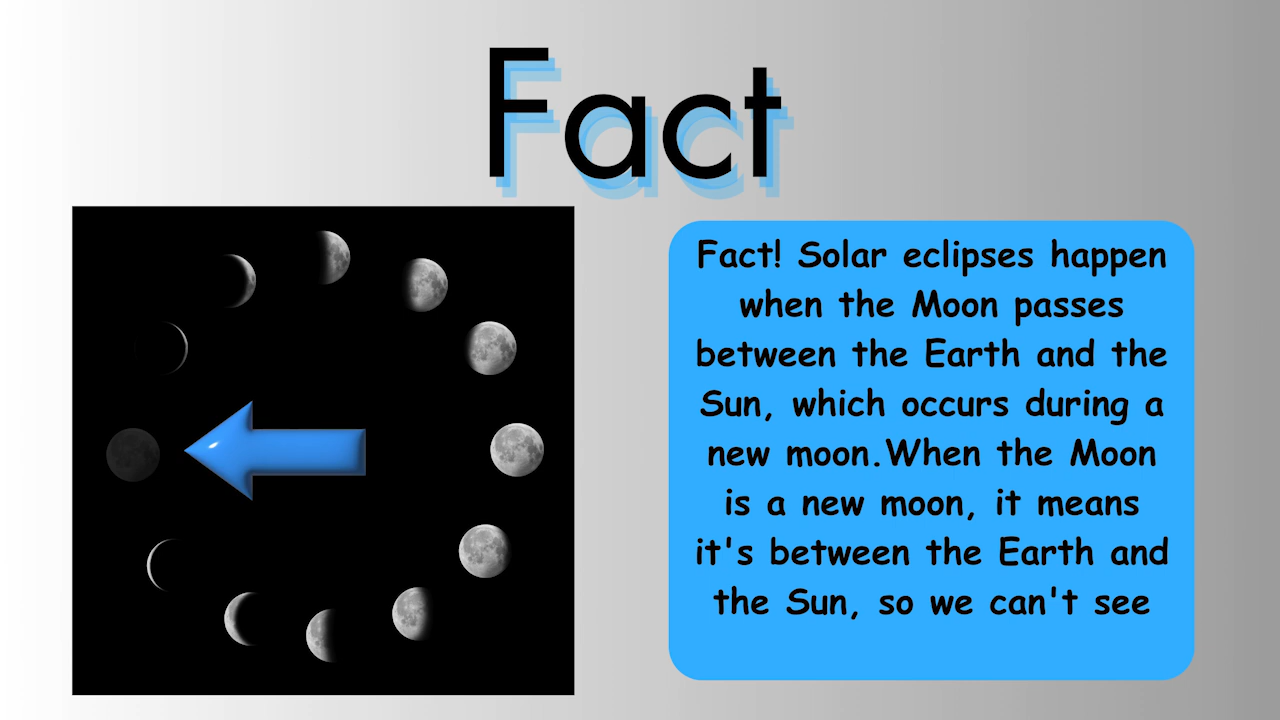 Fact
Fact! Solar eclipses happen
when the Moon passes
between the Earth and the
Sun, which occurs during a
new moon.When the Moon
is a new moon, it means
it's between the Earth and
the Sun, so we can't see